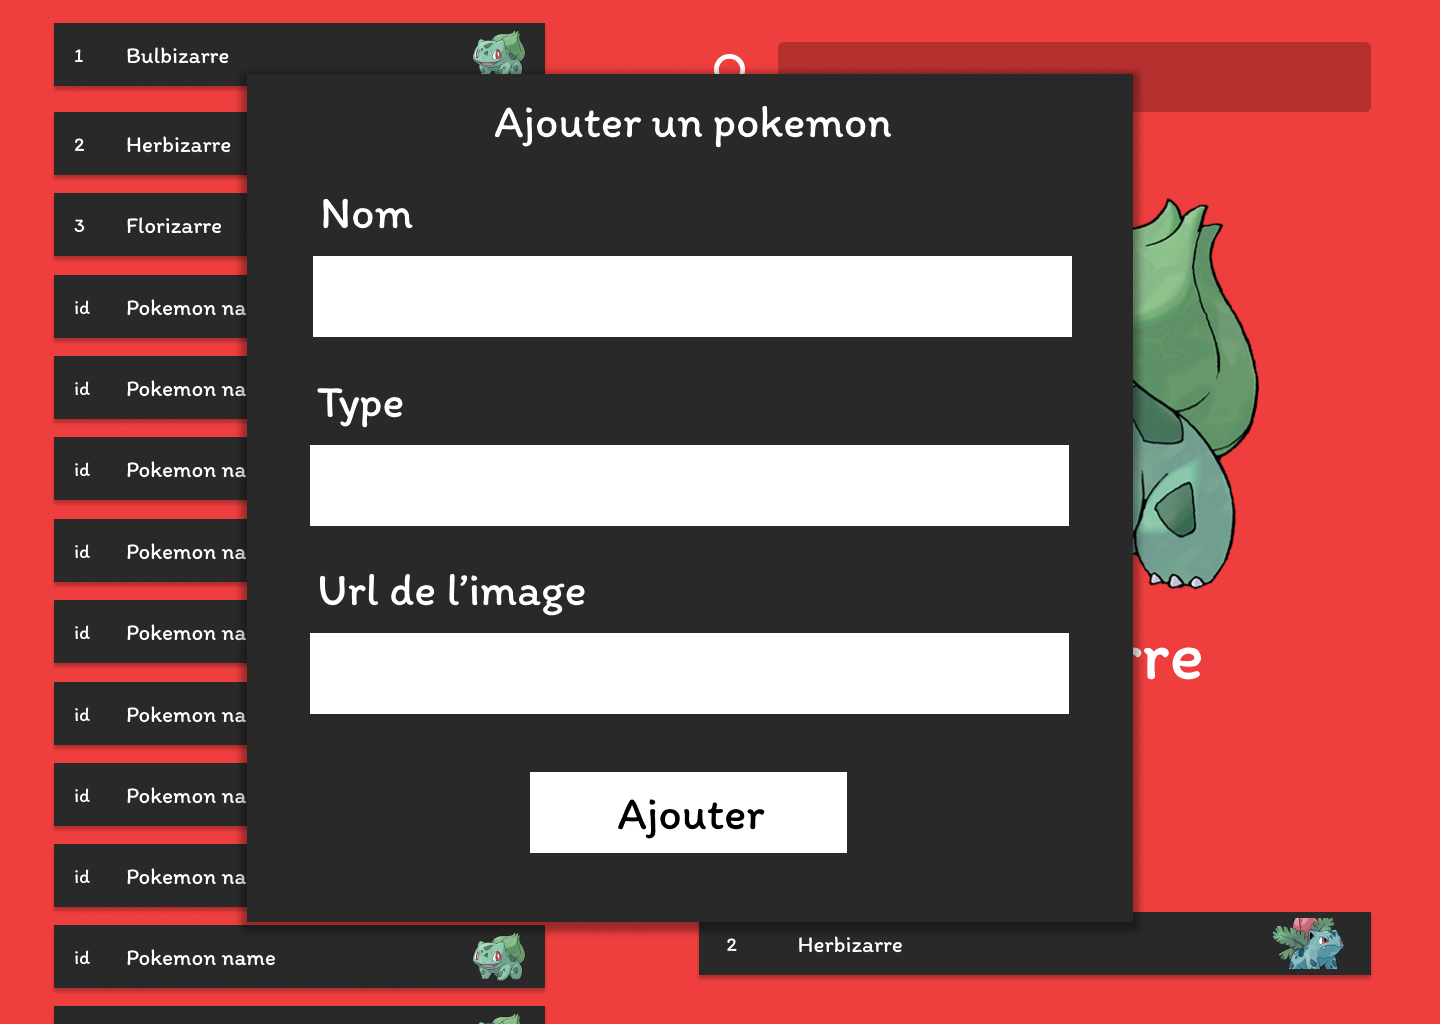 1 Bulbizarre
2 Herbizarre
3 Florizarre
id Pokemon na
id Pokemon na
id Pokemon na
id Pokemon na
id Pokemon na
id Pokemon na
id Pokemon na
id Pokemon na
id Pokemon name
Ajouter un pokemon
Nom
Type
Url de l’image
Ajouter
rre
2 Herbizarre